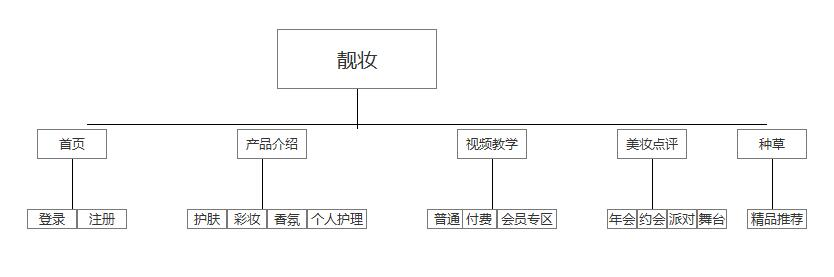 靓妆
首页 产品介绍 视频教学 美妆点评 种草
登录 注册 护肤 彩妆 香氛 个人护理 普通 付费 会员专区 年会 约会 派对 舞台 精品推荐